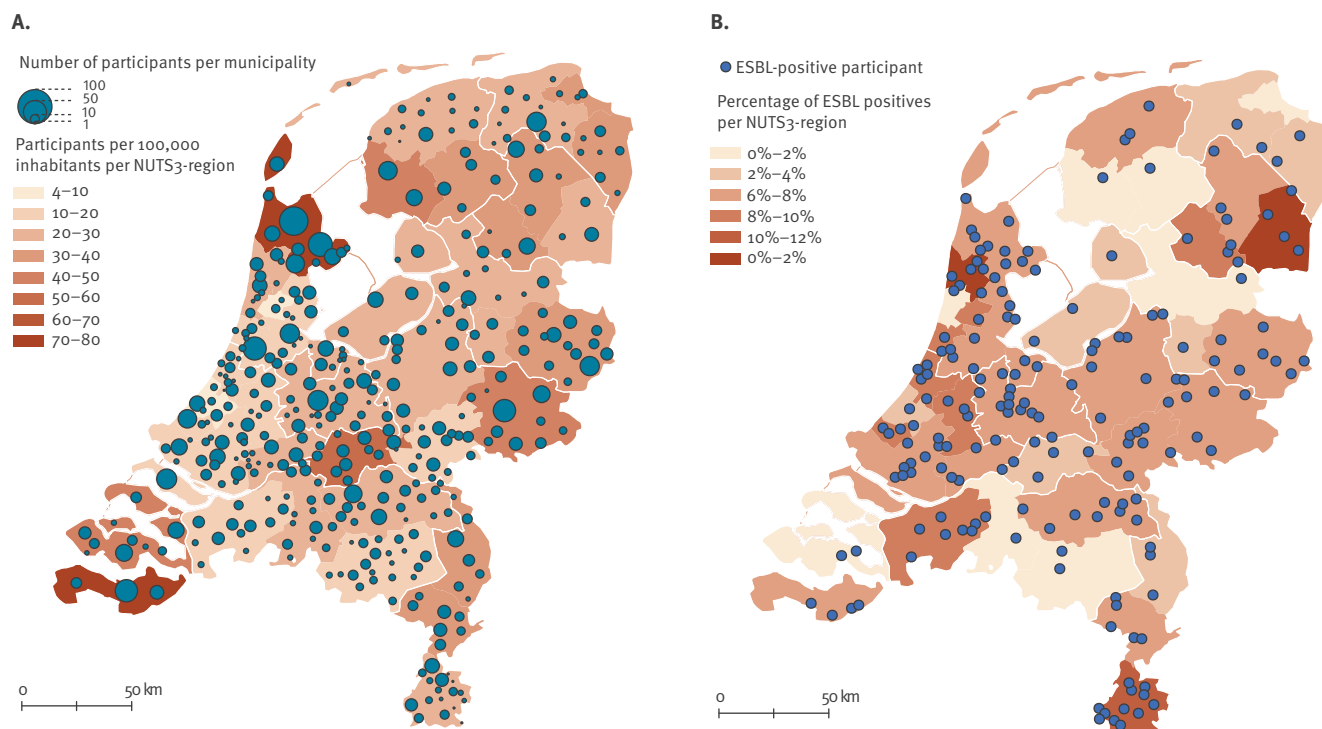 A.
Number of participants per municipality
100
50
10
1
Participants per 100,000
inhabitants per NUTS3-region
4–10
10–20
20–30
30–40
40–50
50–60
60–70
70–80
0
50 km
B.
ESBL-positive participant
Percentage of ESBL positives
per NUTS3-region
0%–2%
2%–4%
6%–8%
8%–10%
10%–12%
0%–2%
0
50 km